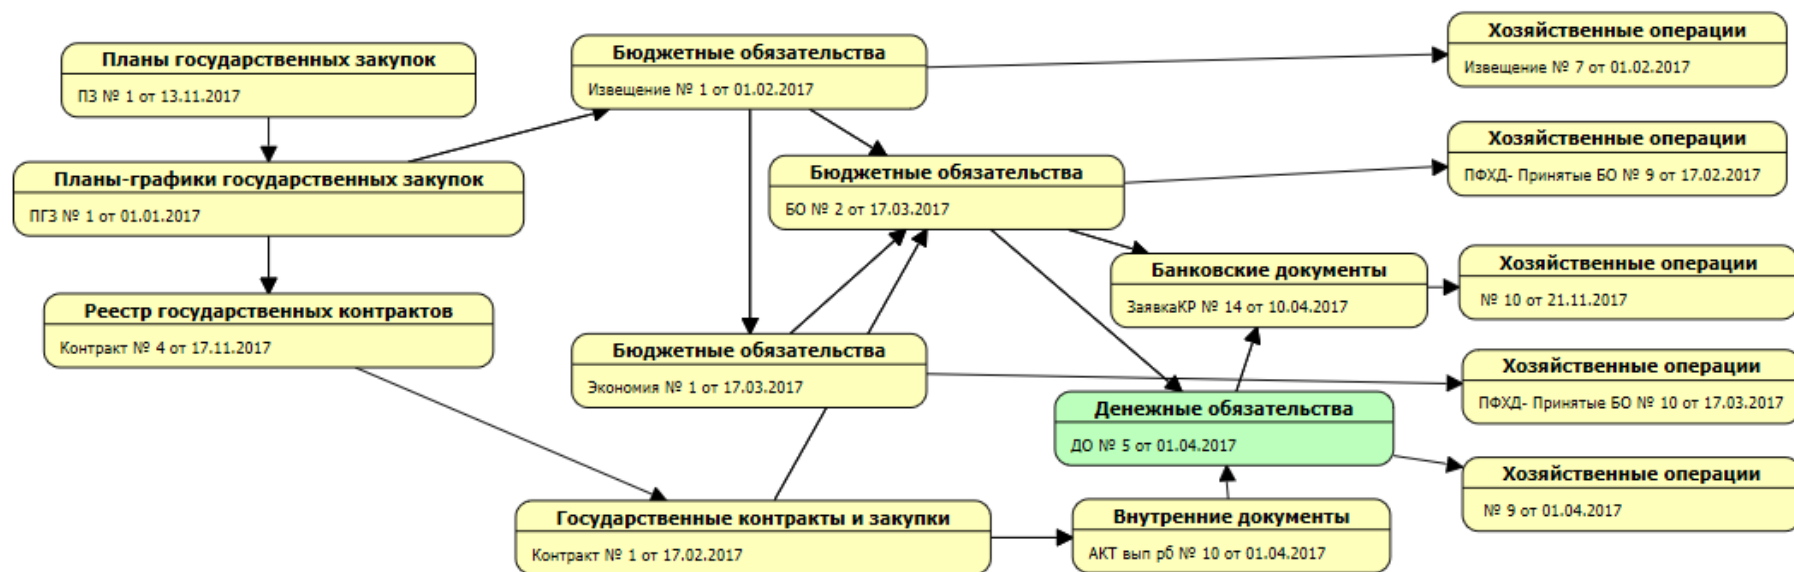 Планы государственных закупок
ПЗ № 1 от 13.11.2017
Планы-графики государственных закупок
ПГЗ № 1 от 01.01.2017
Реестр государственных контрактов
Контракт № 4 от 17.11.2017
Бюджетные обязательства
Извещение № 1 от 01.02.2017
Бюджетные обязательства
БО № 2 от 17.03.2017
Бюджетные обязательства
Экономия № 1 от 17.03.2017
Государственные контракты и закупки
Контракт № 1 от 17.02.2017
Банковские документы
ЗаявкаКР № 14 от 10.04.2017
Денежные обязательства
ДО № 5 от 01.04.2017
Внутренние документы
АКТ вып рб № 10 от 01.04.2017
Хозяйственные операции
Извещение № 7 от 01.02.2017
Хозяйственные операции
ПФХД- Принятые БО № 9 от 17.02.2017
Хозяйственные операции
№ 10 от 21.11.2017
Хозяйственные операции
ПФХД- Принятые БО № 10 от 17.03.2017
Хозяйственные операции
№ 9 от 01.04.2017